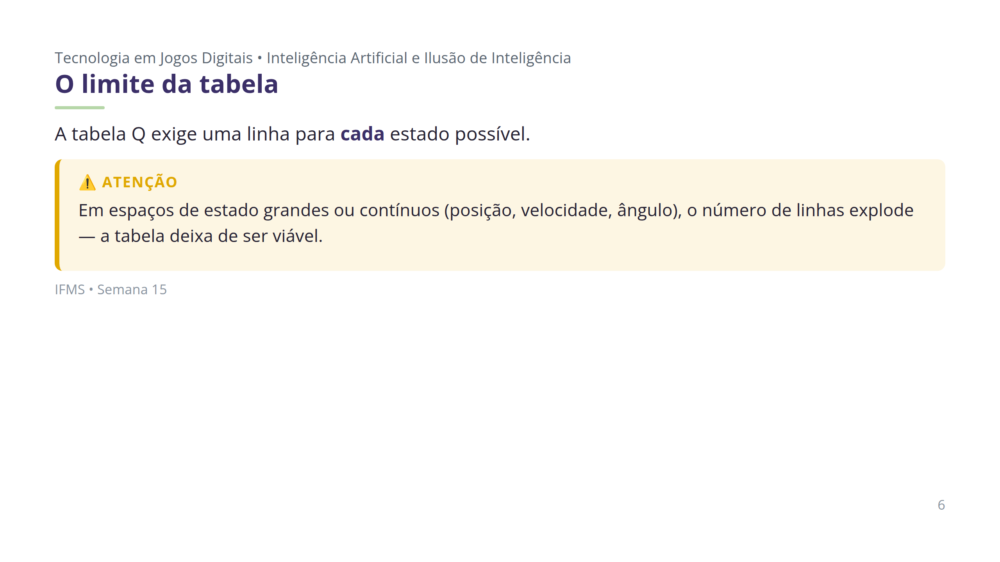 Tecnologia em Jogos Digitais • Inteligência Artificial e Ilusão de Inteligência
O limite da tabela
A tabela Q exige uma linha para cada estado possível.
⚠️ ATENÇÃO
Em espaços de estado grandes ou contínuos (posição, velocidade, ângulo), o número de linhas explode
— a tabela deixa de ser viável.
IFMS • Semana 15
6